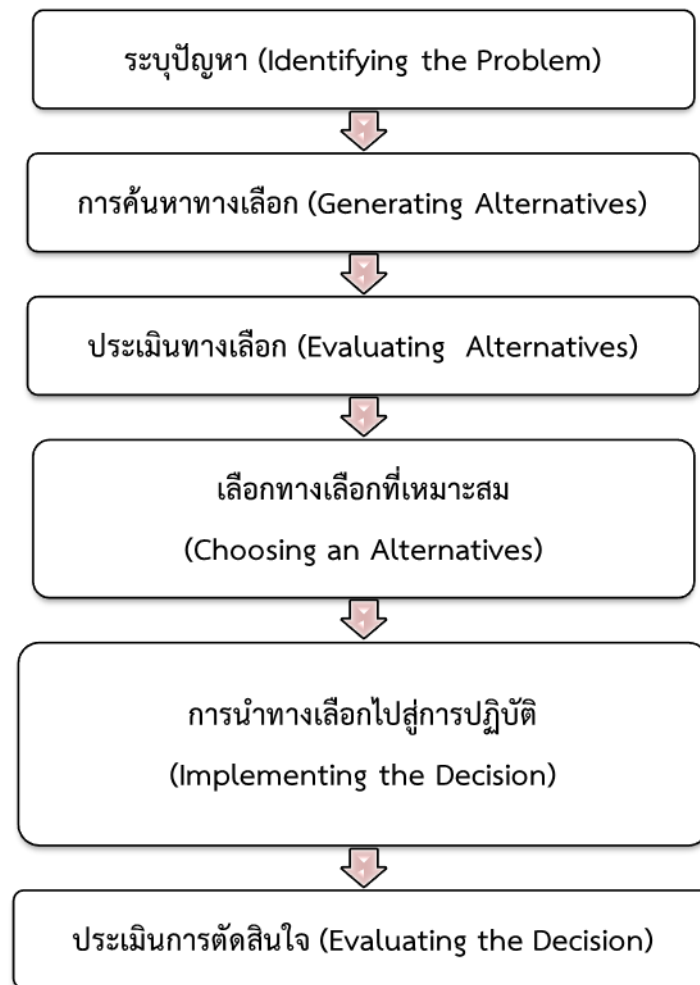 ระบุปัญหา (Identifying the Problem)
การค้นหาทางเลือก (Generating Alternatives)
ประเมินทางเลือก (Evaluating Alternatives)
เลือกทางเลือกที่เหมาะสม
(Choosing an Alternatives)
การนำทางเลือกไปสู่การปฏิบัติ
(Implementing the Decision)
ประเมินการตัดสินใจ (Evaluating the Decision)